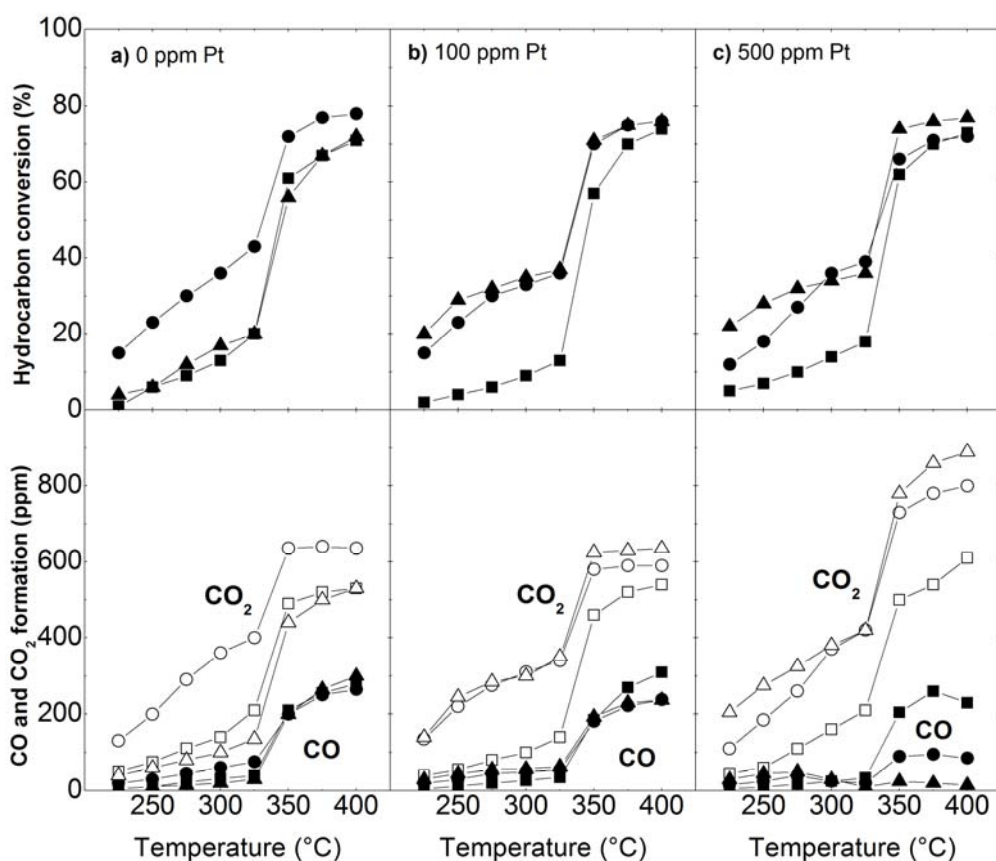 a) 0 ppm Pt
b) 100 ppm Pt
c) 500 ppm Pt
Hydrocarbon conversion (%)
100
80
60
40
20
0
CO and CO₂ formation (ppm)
800
600
400
200
0
CO₂
CO
CO₂
CO
CO₂
CO
250 300 350 400
250 300 350 400
250 300 350 400
Temperature (°C)
Temperature (°C)
Temperature (°C)